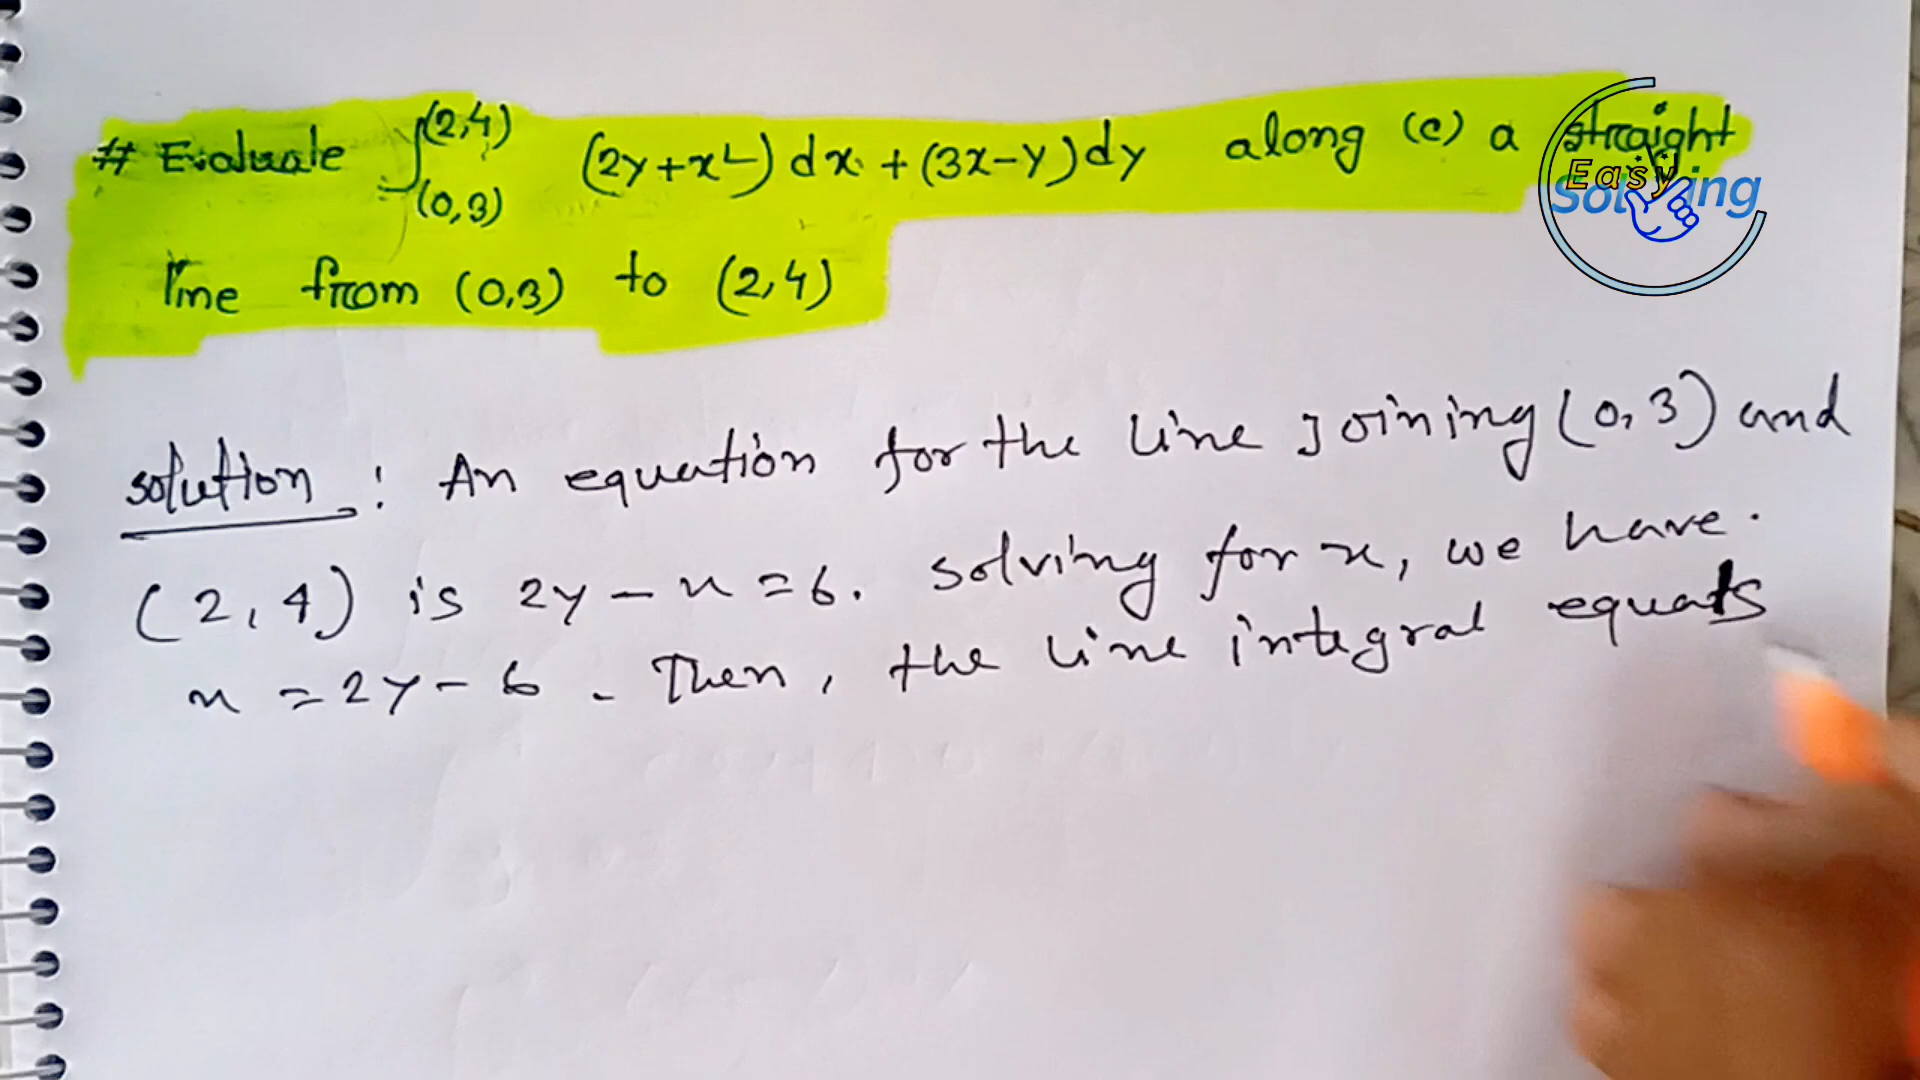 # Evaluate ∫(0,3)^(2,4) (2y+x²)dx + (3x-y)dy along (c) a straight
line from (0,3) to (2,4)
Easy
Solving
solution : An equation for the line joining (0,3) and
(2,4) is 2y - x = 6. solving for x, we have.
x = 2y - 6. Then, the line integral equals